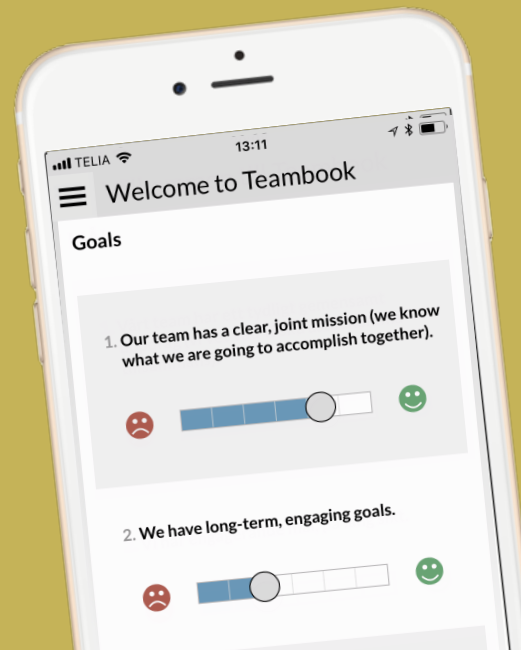 TELIA
13:11
Welcome to Teambook
Goals
1. Our team has a clear, joint mission (we know
what we are going to accomplish together).
2. We have long-term, engaging goals.